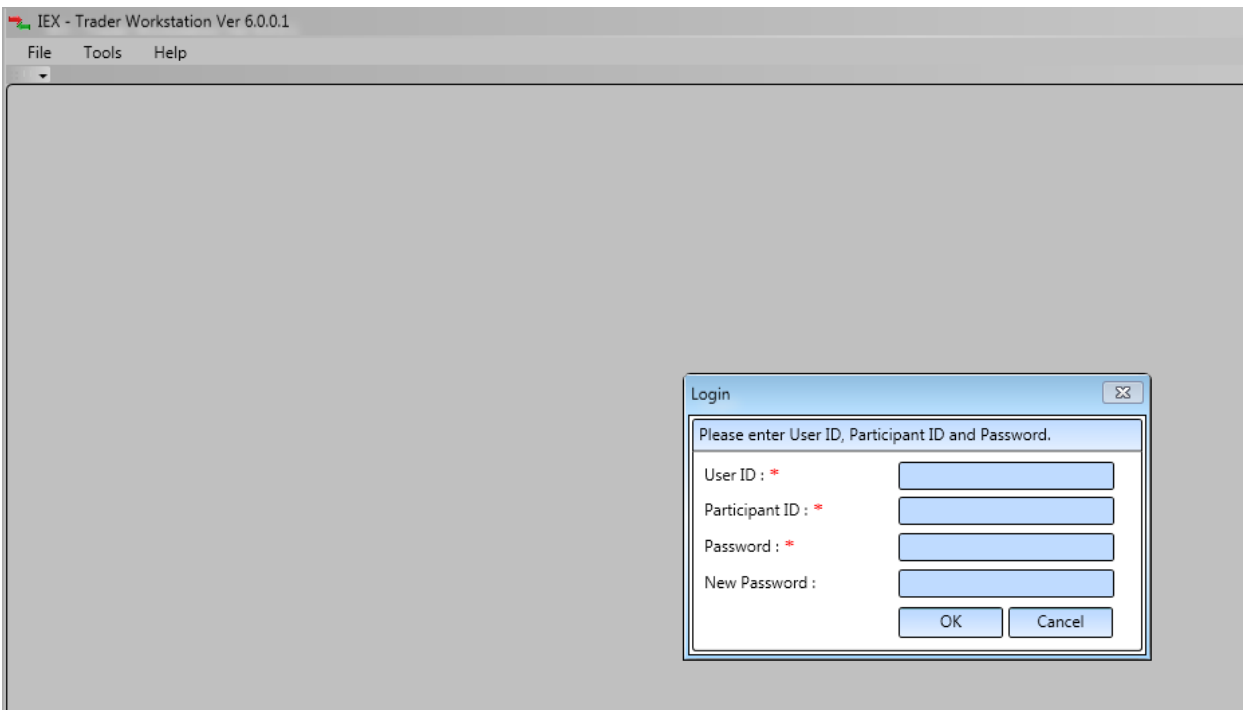 IEX - Trader Workstation Ver 6.0.0.1
File Tools Help
Login
Please enter User ID, Participant ID and Password.
User ID : *
Participant ID : *
Password : *
New Password :
OK Cancel